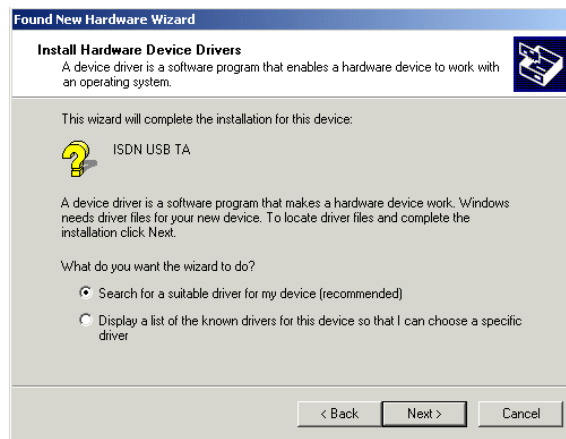 Found New Hardware Wizard
Install Hardware Device Drivers
A device driver is a software program that enables a hardware device to work with
an operating system.
This wizard will complete the installation for this device:
ISDN USB TA
A device driver is a software program that makes a hardware device work. Windows
needs driver files for your new device. To locate driver files and complete the
installation click Next.
What do you want the wizard to do?
Search for a suitable driver for my device (recommended)
Display a list of the known drivers for this device so that I can choose a specific
driver
< Back Next > Cancel